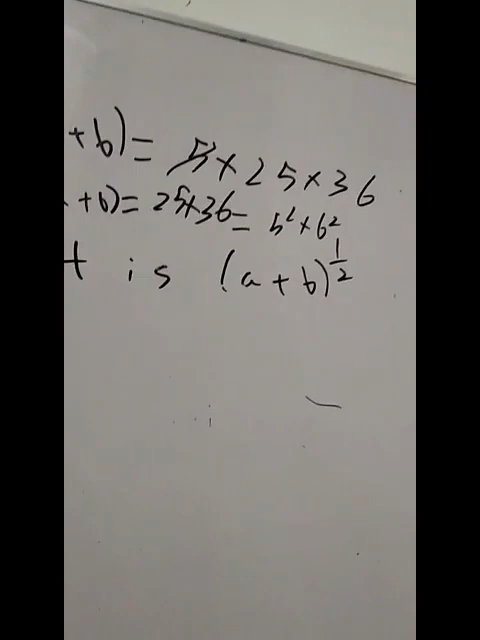 + b) = 5 × 25 × 36
+ b) = 25×36 = 5² × 6²
t is (a + b)^{1/2}